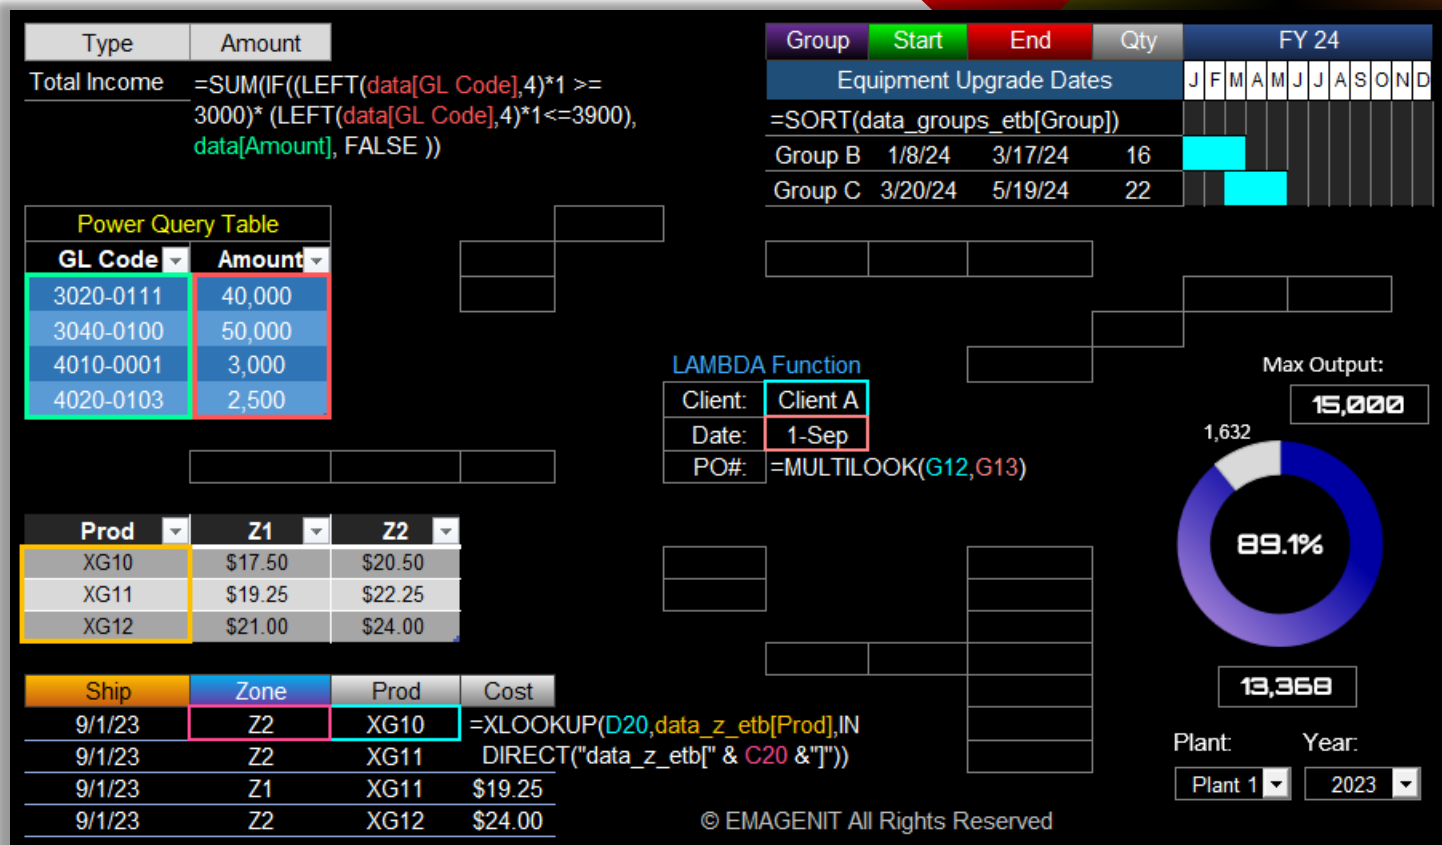 Type Amount
Total Income =SUM(IF((LEFT(data[GL Code],4)*1 >=
3000)* (LEFT(data[GL Code],4)*1<=3900),
data[Amount], FALSE ))
Group Start End Qty FY 24
Equipment Upgrade Dates J F M A M J J A S O N D
=SORT(data_groups_etb[Group])
Group B 1/8/24 3/17/24 16
Group C 3/20/24 5/19/24 22
Power Query Table
GL Code Amount
3020-0111 40,000
3040-0100 50,000
4010-0001 3,000
4020-0103 2,500
LAMBDA Function
Client: Client A
Date: 1-Sep
PO#: =MULTILOOK(G12,G13)
Max Output:
15,000
1,632
89.1%
13,368
Plant: Year:
Plant 1 2023
Prod Z1 Z2
XG10 $17.50 $20.50
XG11 $19.25 $22.25
XG12 $21.00 $24.00
Ship Zone Prod Cost
9/1/23 Z2 XG10 =XLOOKUP(D20,data_z_etb[Prod],IN
9/1/23 Z2 XG11 DIRECT("data_z_etb[" & C20 &"]"))
9/1/23 Z1 XG11 $19.25
9/1/23 Z2 XG12 $24.00
© EMAGENIT All Rights Reserved